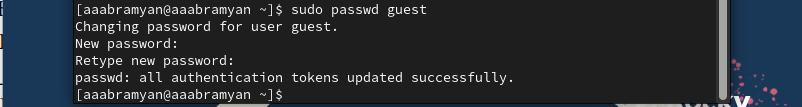 [aaabramyan@aaabramyan ~]$ sudo passwd guest
Changing password for user guest.
New password:
Retype new password:
passwd: all authentication tokens updated successfully.
[aaabramyan@aaabramyan ~]$